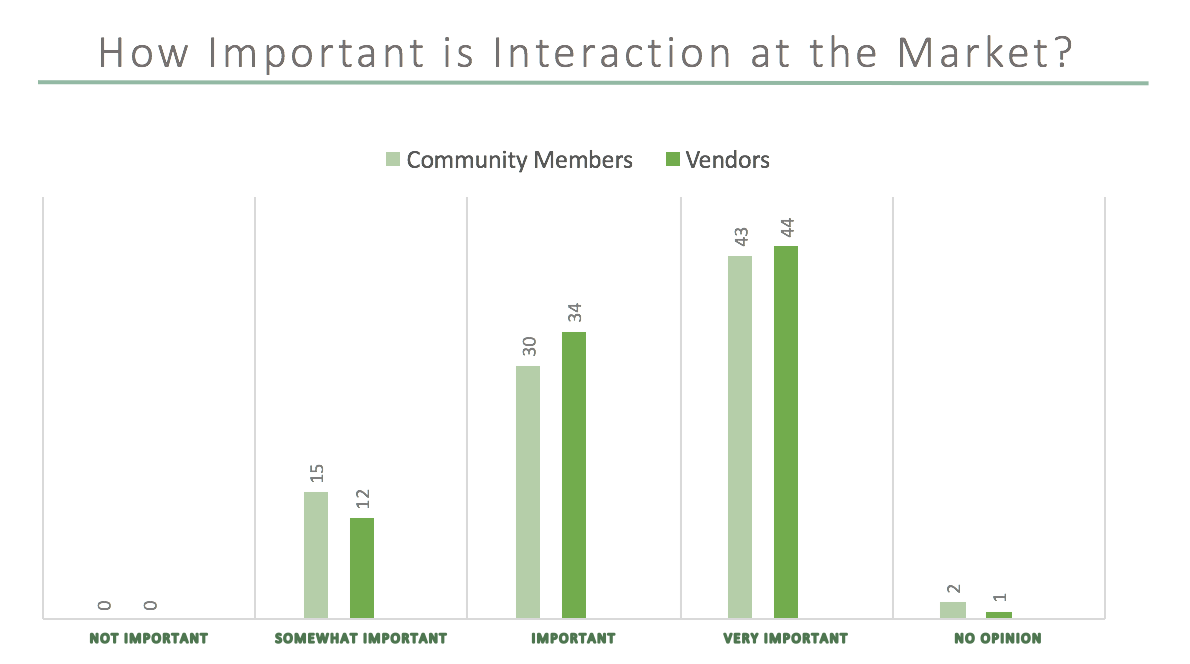 How Important is Interaction at the Market?
Community Members Vendors
0 0
15 12
30 34
43 44
2 1
NOT IMPORTANT SOMEWHAT IMPORTANT IMPORTANT VERY IMPORTANT NO OPINION